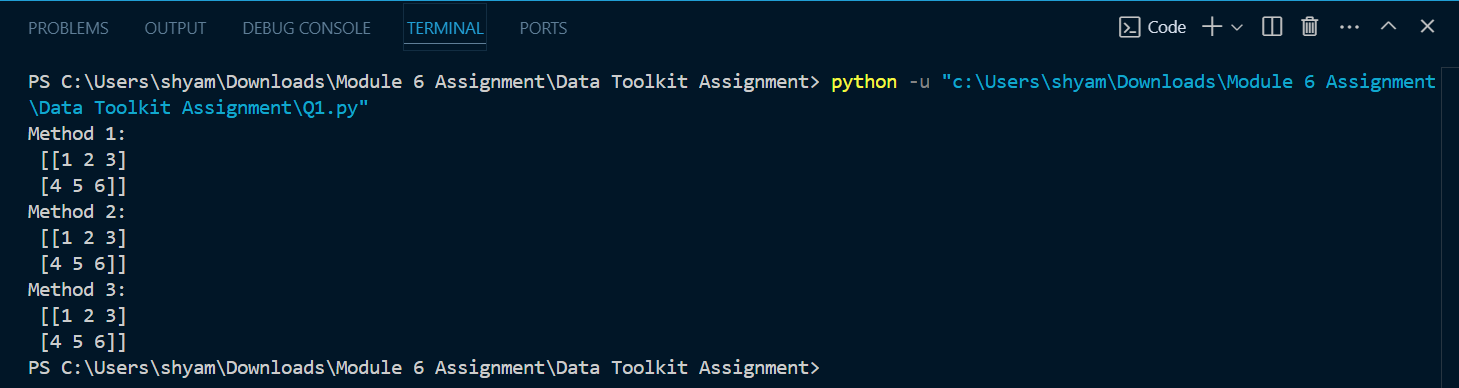 PROBLEMS OUTPUT DEBUG CONSOLE TERMINAL PORTS Code
PS C:\Users\shyam\Downloads\Module 6 Assignment\Data Toolkit Assignment> python -u "c:\Users\shyam\Downloads\Module 6 Assignment
\Data Toolkit Assignment\Q1.py"
Method 1:
 [[1 2 3]
 [4 5 6]]
Method 2:
 [[1 2 3]
 [4 5 6]]
Method 3:
 [[1 2 3]
 [4 5 6]]
PS C:\Users\shyam\Downloads\Module 6 Assignment\Data Toolkit Assignment>